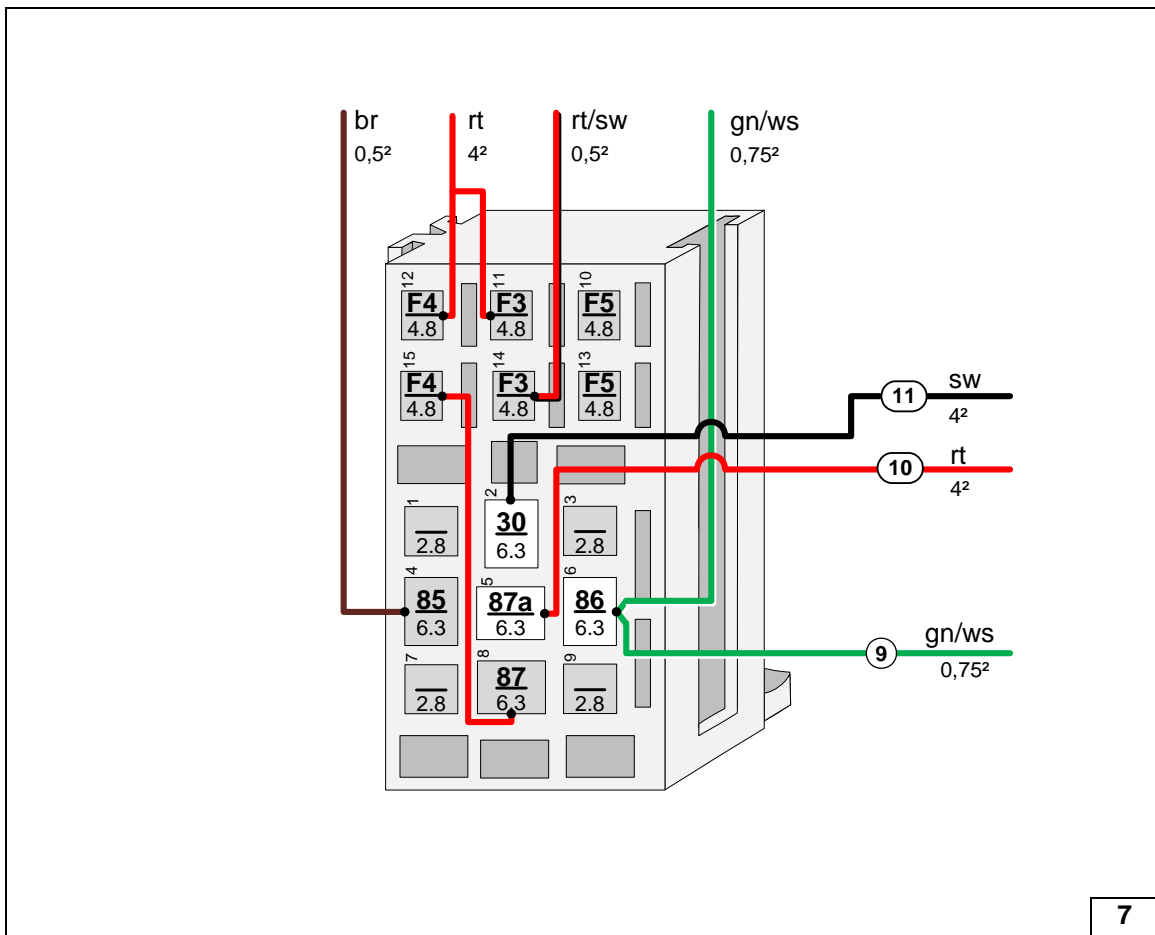 br rt rt/sw gn/ws
0,5² 4² 0,5² 0,75²
12 11 10
F4 F3 F5
4.8 4.8 4.8
15 14 13
F4 F3 F5
4.8 4.8 4.8
11 sw
4²
10 rt
4²
1 2 3
30
2.8 6.3 2.8
4 5 6
85 87a 86
6.3 6.3 6.3
9 gn/ws
0,75²
7 8 9
87
2.8 6.3 2.8
7